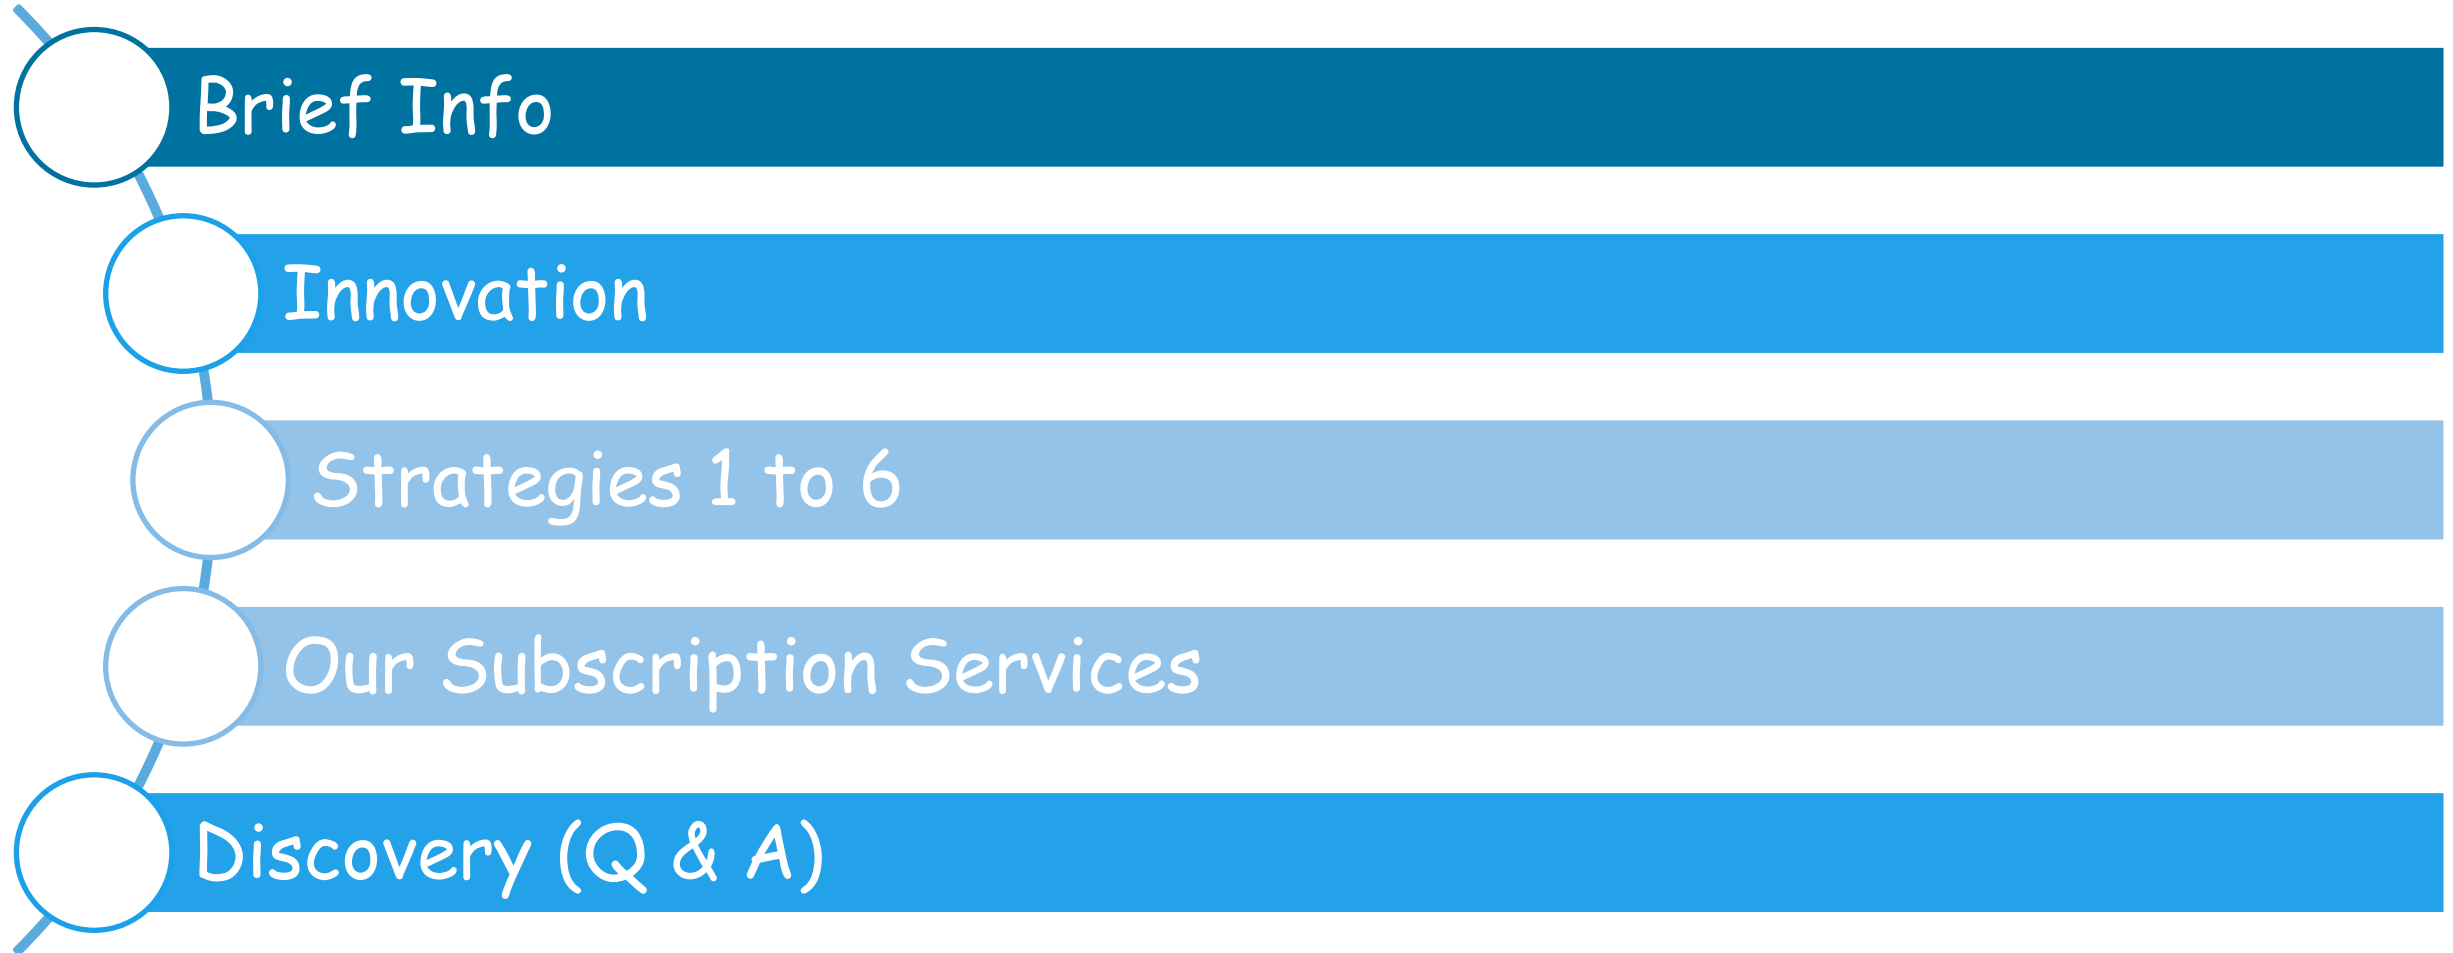 Brief Info
Innovation
Strategies 1 to 6
Our Subscription Services
Discovery (Q & A)